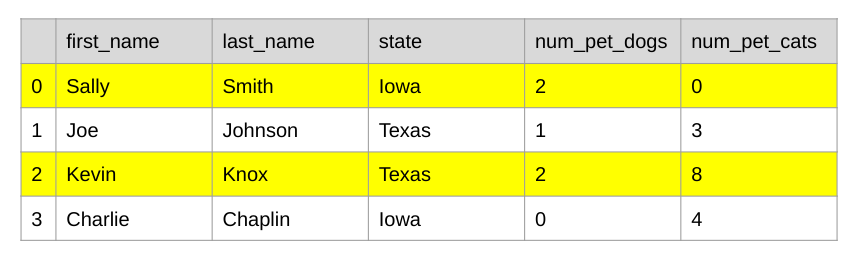 first_name last_name state num_pet_dogs num_pet_cats
0 Sally Smith Iowa 2 0
1 Joe Johnson Texas 1 3
2 Kevin Knox Texas 2 8
3 Charlie Chaplin Iowa 0 4